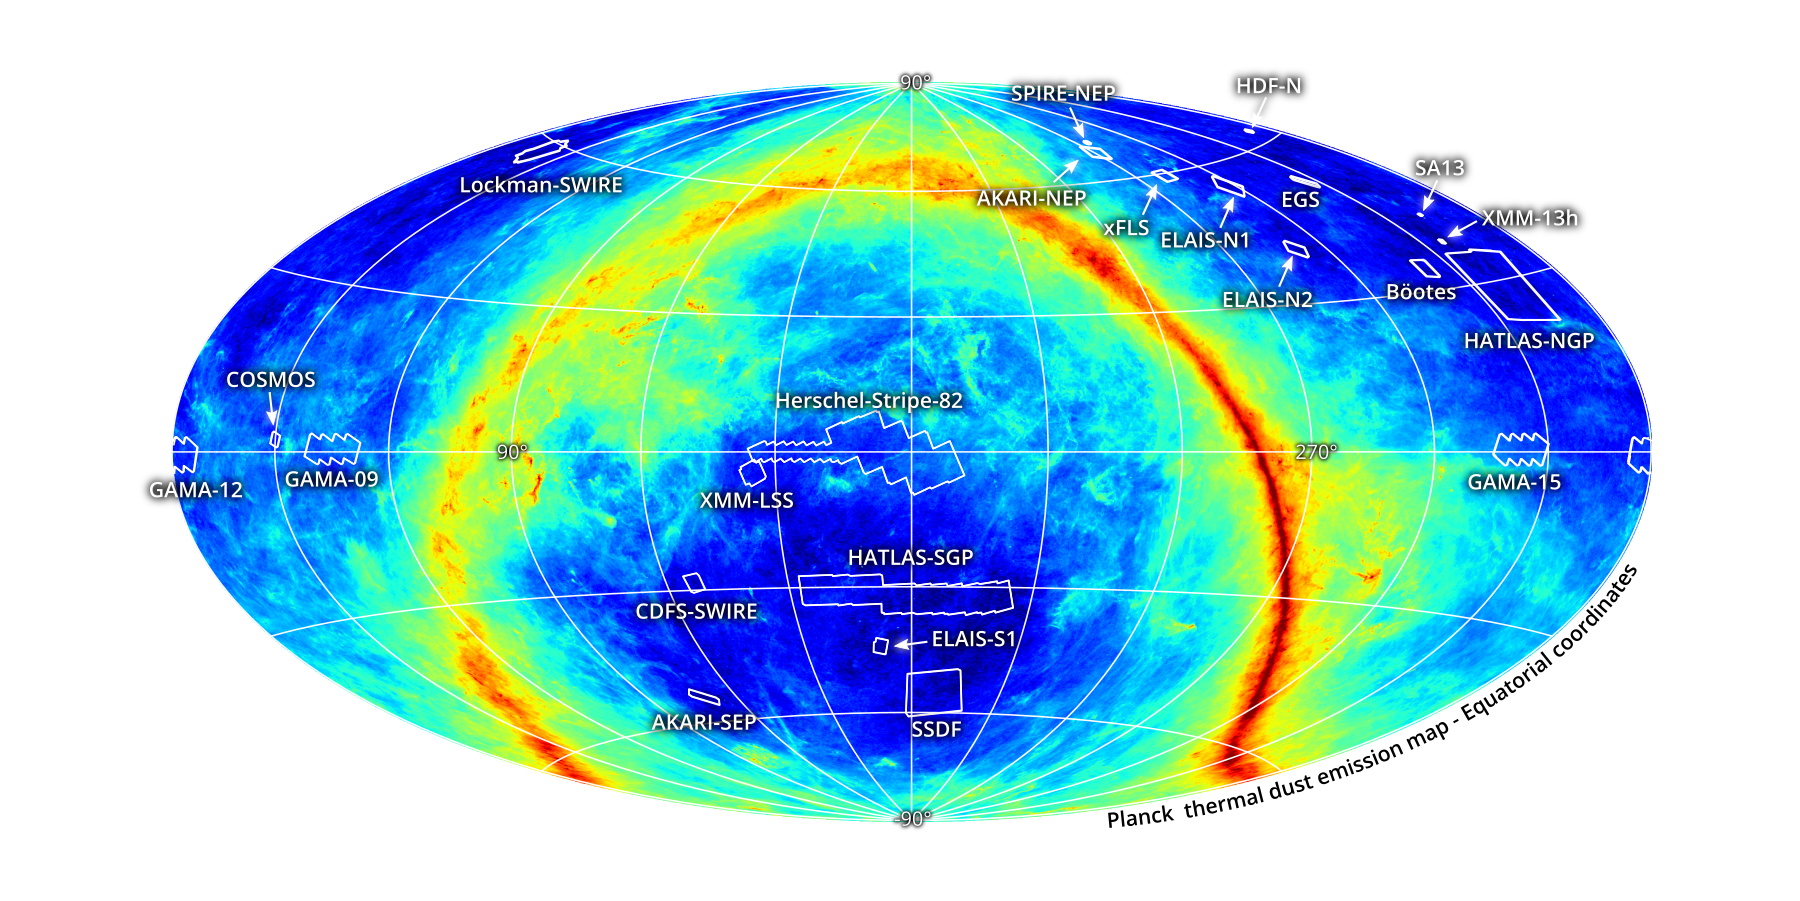 90°
SPIRE-NEP
HDF-N
Lockman-SWIRE
AKARI-NEP
xFLS
ELAIS-N1
EGS
SA13
XMM-13h
ELAIS-N2
Böotes
HATLAS-NGP
COSMOS
Herschel-Stripe-82
90°
270°
GAMA-12
GAMA-09
XMM-LSS
GAMA-15
HATLAS-SGP
CDFS-SWIRE
ELAIS-S1
AKARI-SEP
SSDF
-90°
Planck thermal dust emission map - Equatorial coordinates